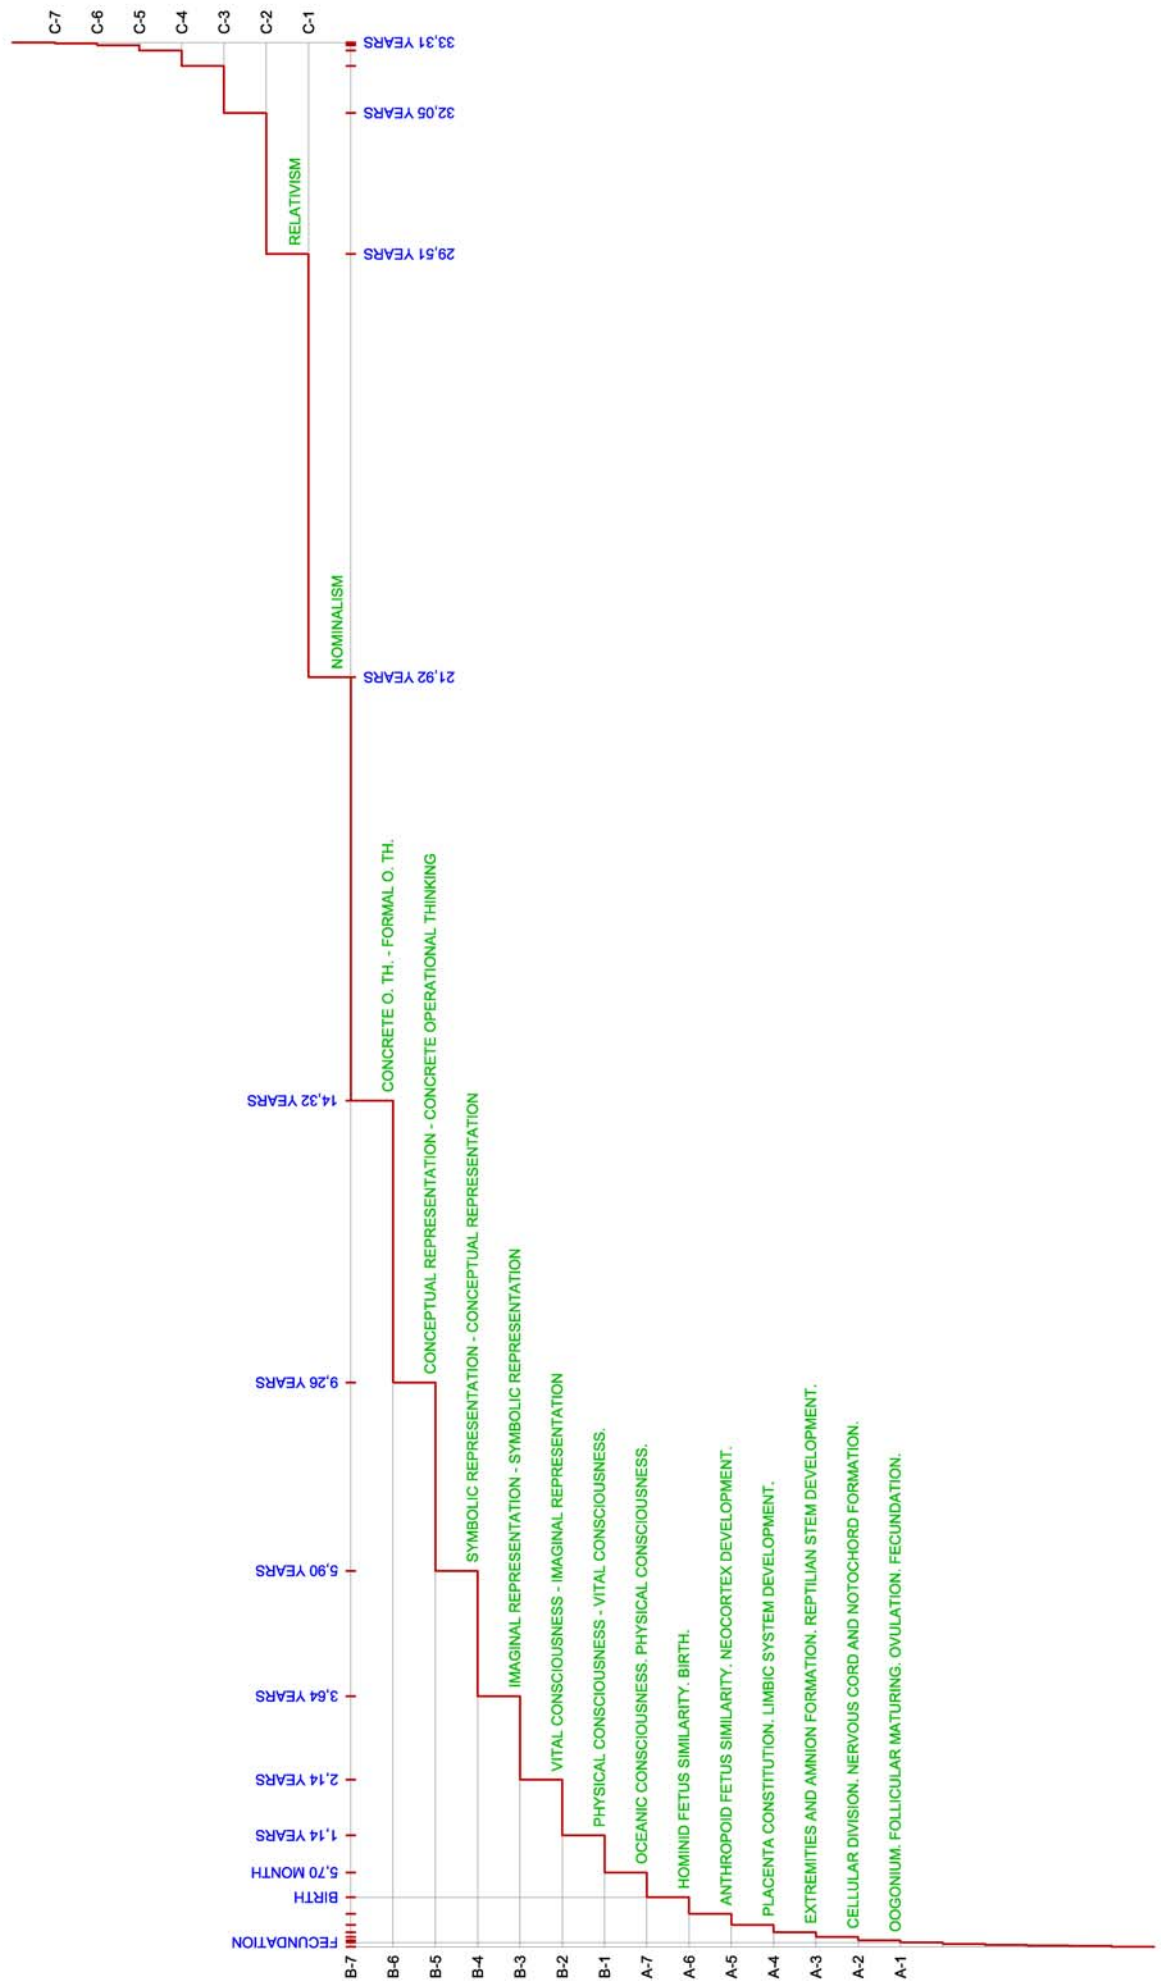 C-7
C-6
C-5
C-4
C-3
C-2
C-1
33,31 YEARS
32,05 YEARS
RELATIVISM
29,51 YEARS
NOMINALISM
21,92 YEARS
CONCRETE O. TH. - FORMAL O. TH.
14,32 YEARS
CONCEPTUAL REPRESENTATION - CONCRETE OPERATIONAL THINKING
9,26 YEARS
SYMBOLIC REPRESENTATION - CONCEPTUAL REPRESENTATION
5,90 YEARS
IMAGINAL REPRESENTATION - SYMBOLIC REPRESENTATION
3,64 YEARS
VITAL CONSCIOUSNESS - IMAGINAL REPRESENTATION
2,14 YEARS
PHYSICAL CONSCIOUSNESS - VITAL CONSCIOUSNESS.
1,14 YEARS
OCEANIC CONSCIOUSNESS. PHYSICAL CONSCIOUSNESS.
5,70 MONTH
HOMINID FETUS SIMILARITY. BIRTH.
BIRTH
ANTHROPOID FETUS SIMILARITY. NEOCORTEX DEVELOPMENT.
PLACENTA CONSTITUTION. LIMBIC SYSTEM DEVELOPMENT.
EXTREMITIES AND AMNION FORMATION. REPTILIAN STEM DEVELOPMENT.
CELLULAR DIVISION. NERVOUS CORD AND NOTOCHORD FORMATION.
OOGONIUM. FOLLICULAR MATURING. OVULATION. FECUNDATION.
FECUNDATION
B-7
B-6
B-5
B-4
B-3
B-2
B-1
A-7
A-6
A-5
A-4
A-3
A-2
A-1